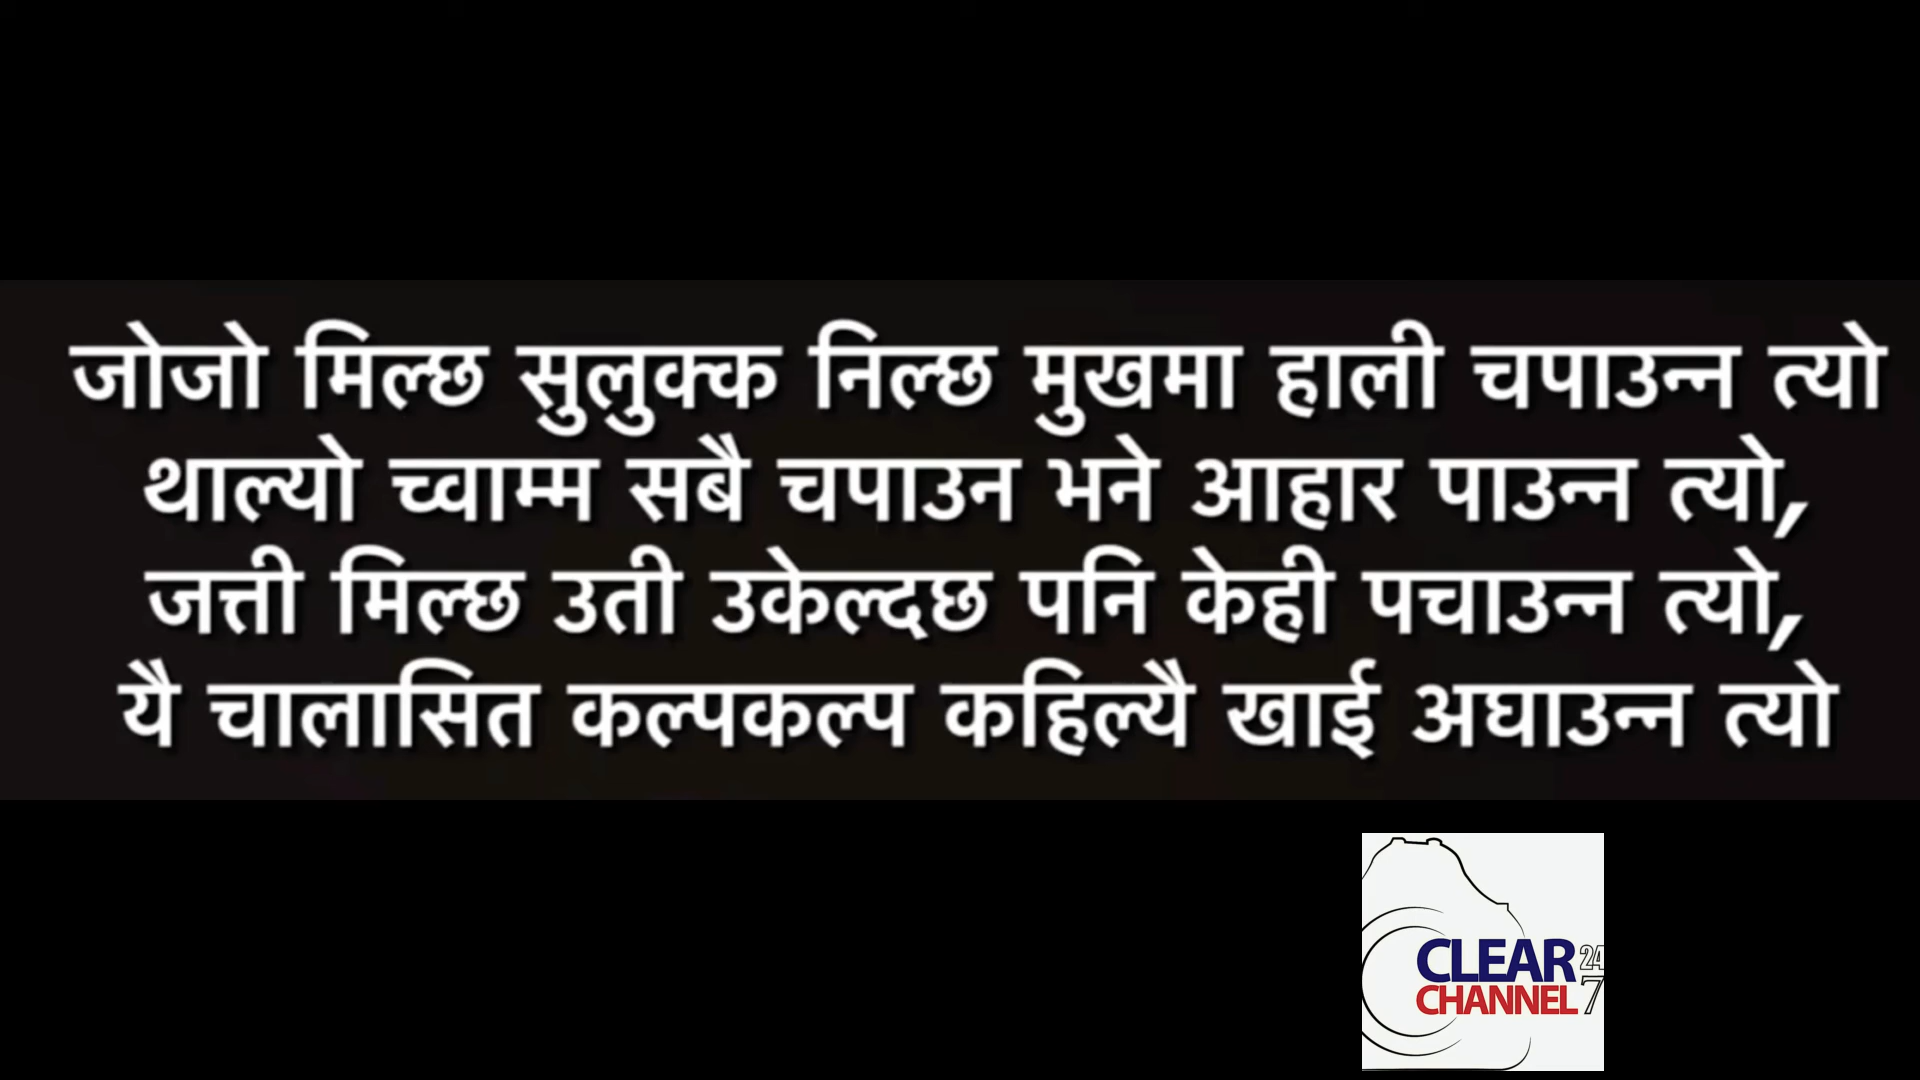 जोजो मिल्छ सुलुक्क निल्छ मुखमा हाली चपाउन्न त्यो
थाल्यो च्वाम्म सबै चपाउन भने आहार पाउन्न त्यो,
जत्ती मिल्छ उती उकेल्दछ पनि केही पचाउन्न त्यो,
यै चालासित कल्पकल्प कहिल्यै खाई अघाउन्न त्यो
CLEAR 24
CHANNEL 7